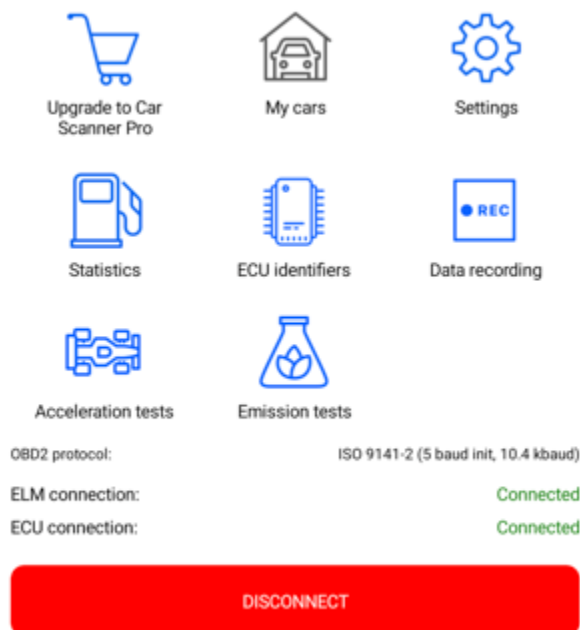 Upgrade to Car
Scanner Pro
My cars
Settings
Statistics
ECU identifiers
REC
Data recording
Acceleration tests
Emission tests
OBD2 protocol: ISO 9141-2 (5 baud init, 10.4 kbaud)
ELM connection: Connected
ECU connection: Connected
DISCONNECT